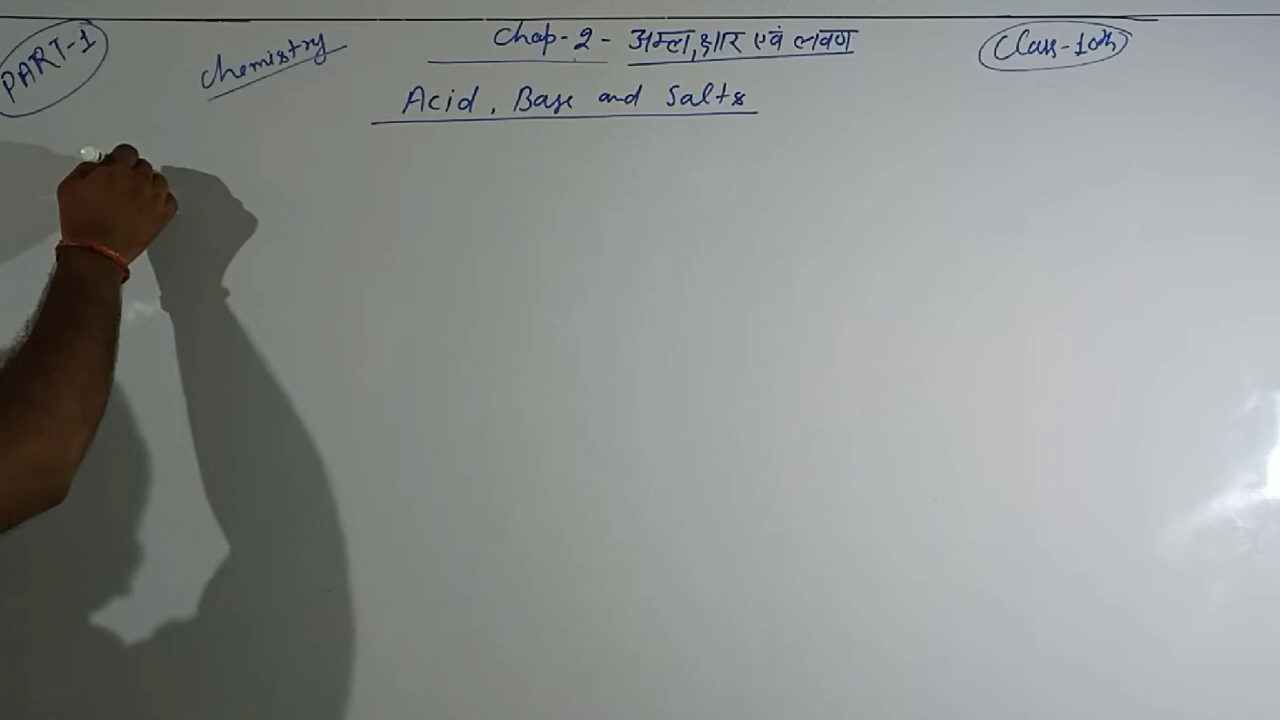 PART-1
Chemistry
Chap-2- अम्ल,क्षार एवं लवण
Class-10th
Acid, Base and Salts